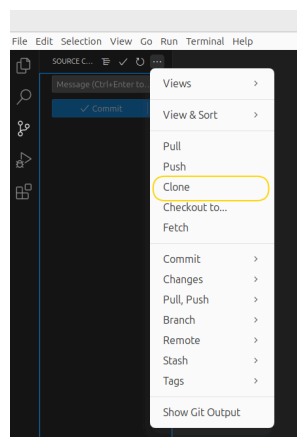 File Edit Selection View Go Run Terminal Help
SOURCE C...
Message (Ctrl+Enter to...
Commit
Views
View & Sort
Pull
Push
Clone
Checkout to...
Fetch
Commit
Changes
Pull, Push
Branch
Remote
Stash
Tags
Show Git Output